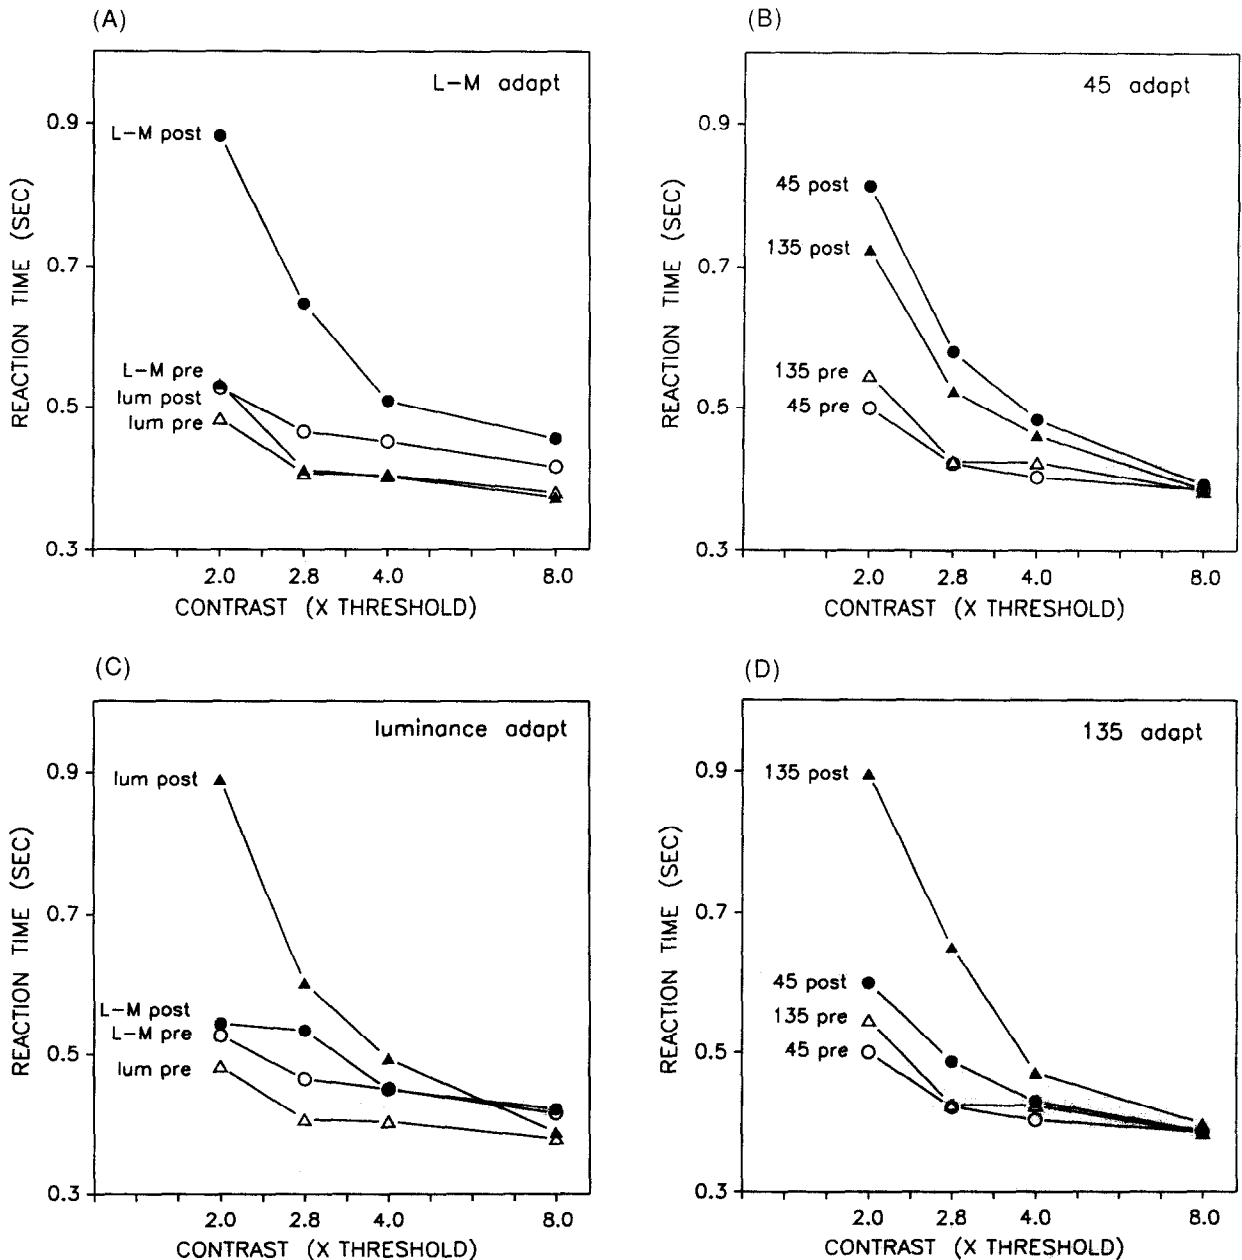 (A)
L-M adapt
0.9
0.7
0.5
0.3
REACTION TIME (SEC)
L-M post
L-M pre
lum post
lum pre
2.0 2.8 4.0 8.0
CONTRAST (X THRESHOLD)
(B)
45 adapt
0.9
0.7
0.5
0.3
REACTION TIME (SEC)
45 post
135 post
135 pre
45 pre
2.0 2.8 4.0 8.0
CONTRAST (X THRESHOLD)
(C)
luminance adapt
0.9
0.7
0.5
0.3
REACTION TIME (SEC)
lum post
L-M post
L-M pre
lum pre
2.0 2.8 4.0 8.0
CONTRAST (X THRESHOLD)
(D)
135 adapt
0.9
0.7
0.5
0.3
REACTION TIME (SEC)
135 post
45 post
135 pre
45 pre
2.0 2.8 4.0 8.0
CONTRAST (X THRESHOLD)